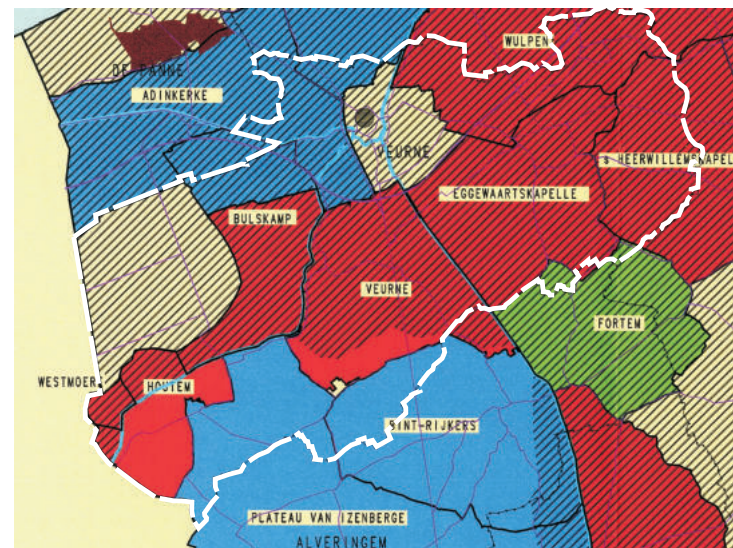 WULPEN
DE PANNE
ADINKERKE
VEURNE
S HEERWILLEMSKAPEL
EGGEWAARTSKAPELLE
BULSKAMP
VEURNE
FORTEM
WESTMOER
HOUTEM
SINT-RIJKERS
PLATEAU VAN IZENBERGE
ALVERINGEM